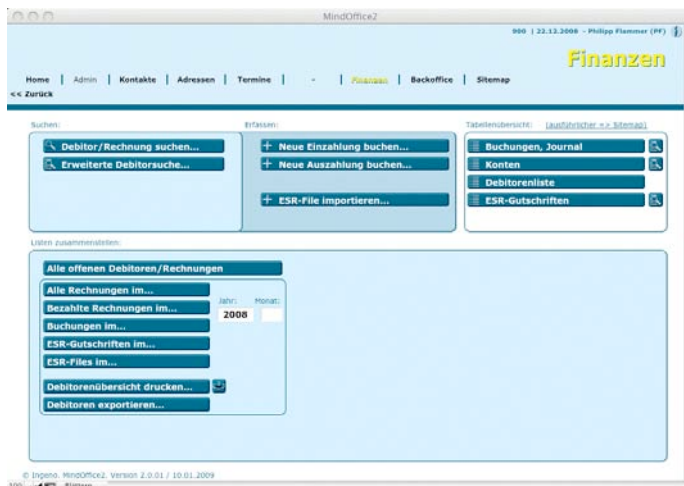 MindOffice2
900 | 22.12.2008 - Philipp Flammer (PF)
Finanzen
Home | Admin | Kontakte | Adressen | Termine | - | Finanzen | Backoffice | Sitemap
<< Zurück
Suchen:
Erfassen:
Tabellenübersicht: (ausführlicher => Sitemap)
Debitor/Rechnung suchen...
Erweiterte Debitorsuche...
Neue Einzahlung buchen...
Neue Auszahlung buchen...
ESR-File importieren...
Buchungen, Journal
Konten
Debitorenliste
ESR-Gutschriften
Listen zusammenstellen:
Alle offenen Debitoren/Rechnungen
Alle Rechnungen im...
Bezahlte Rechnungen im...
Buchungen im...
ESR-Gutschriften im...
ESR-Files im...
Jahr: Monat:
2008
Debitorenübersicht drucken...
Debitoren exportieren...
© Ingeno. MindOffice2. Version 2.0.01 / 10.01.2009
100
Blättern